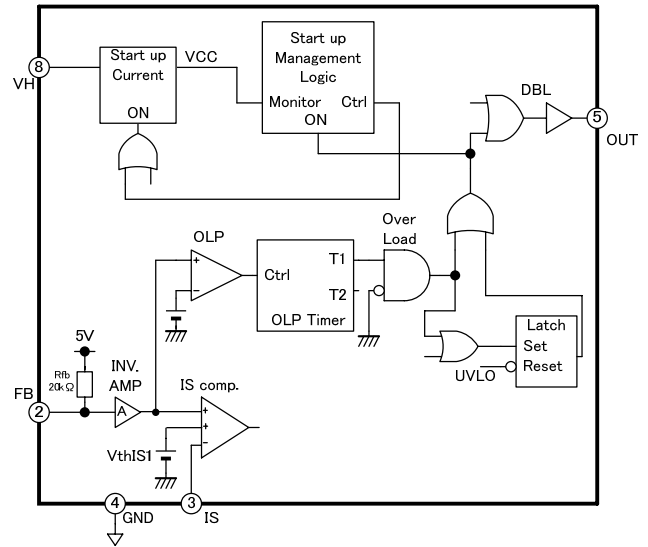 Start up
Current
ON
VCC
Start up
Management
Logic
Monitor
Ctrl
ON
8
VH
DBL
5
OUT
OLP
+
−
Ctrl
T1
T2
OLP Timer
Over
Load
Latch
Set
Reset
UVLO
5V
Rfb
20kΩ
FB
2
INV.
AMP
A
IS comp.
+
+
−
VthIS1
4
GND
3
IS